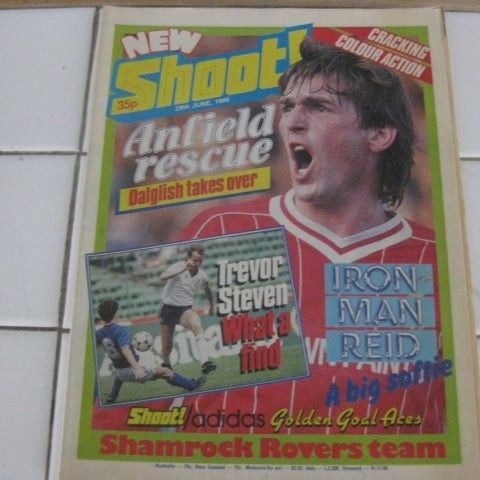 NEW
Shoot!
35p
29th JUNE, 1985
CRACKING
COLOUR ACTION
Anfield
rescue
Dalglish takes over
Trevor
Steven
What a
find
IRON-
MAN
REID
A big softie
Shoot! adidas Golden Goal Aces
Shamrock Rovers team